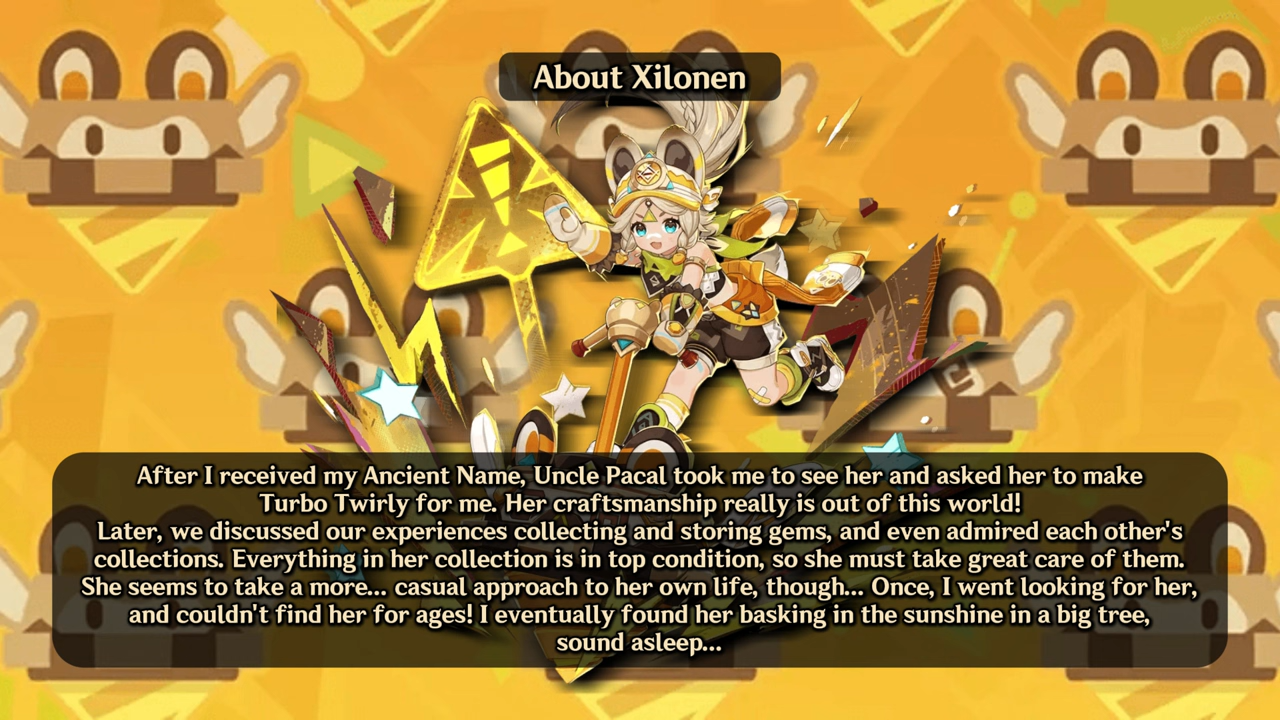 About Xilonen
After I received my Ancient Name, Uncle Pacal took me to see her and asked her to make
Turbo Twirly for me. Her craftsmanship really is out of this world!
Later, we discussed our experiences collecting and storing gems, and even admired each other's
collections. Everything in her collection is in top condition, so she must take great care of them.
She seems to take a more... casual approach to her own life, though... Once, I went looking for her,
and couldn't find her for ages! I eventually found her basking in the sunshine in a big tree,
sound asleep...